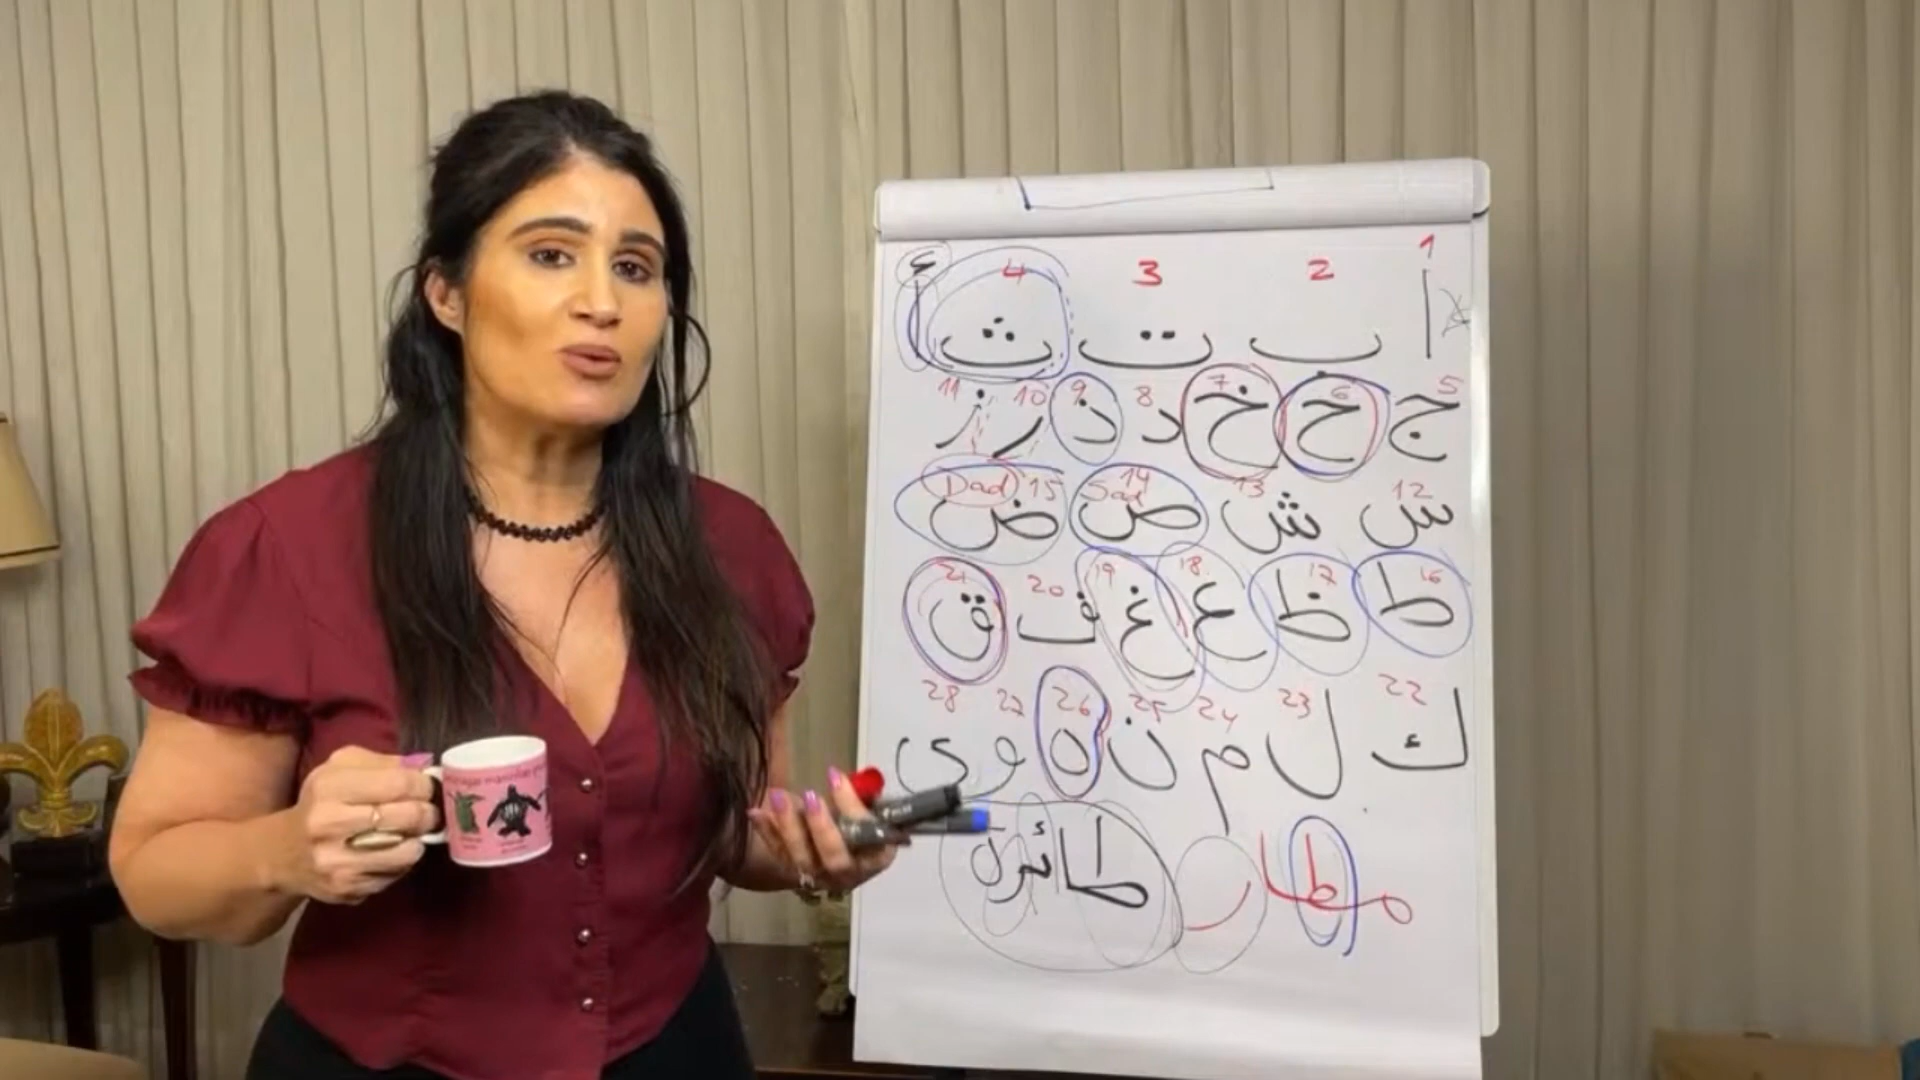 1 2 3 4
ا ب ت ث أ
5 6 7 8 9 10 11
ج ح خ د ذ ر ز
12 13 14 15
Sad Dad
س ش ص ض
16 17 18 19 20 21
ط ظ ع غ ف ق
22 23 24 25 26 27 28
ك ل م ن ه و ي
مطار طائرة